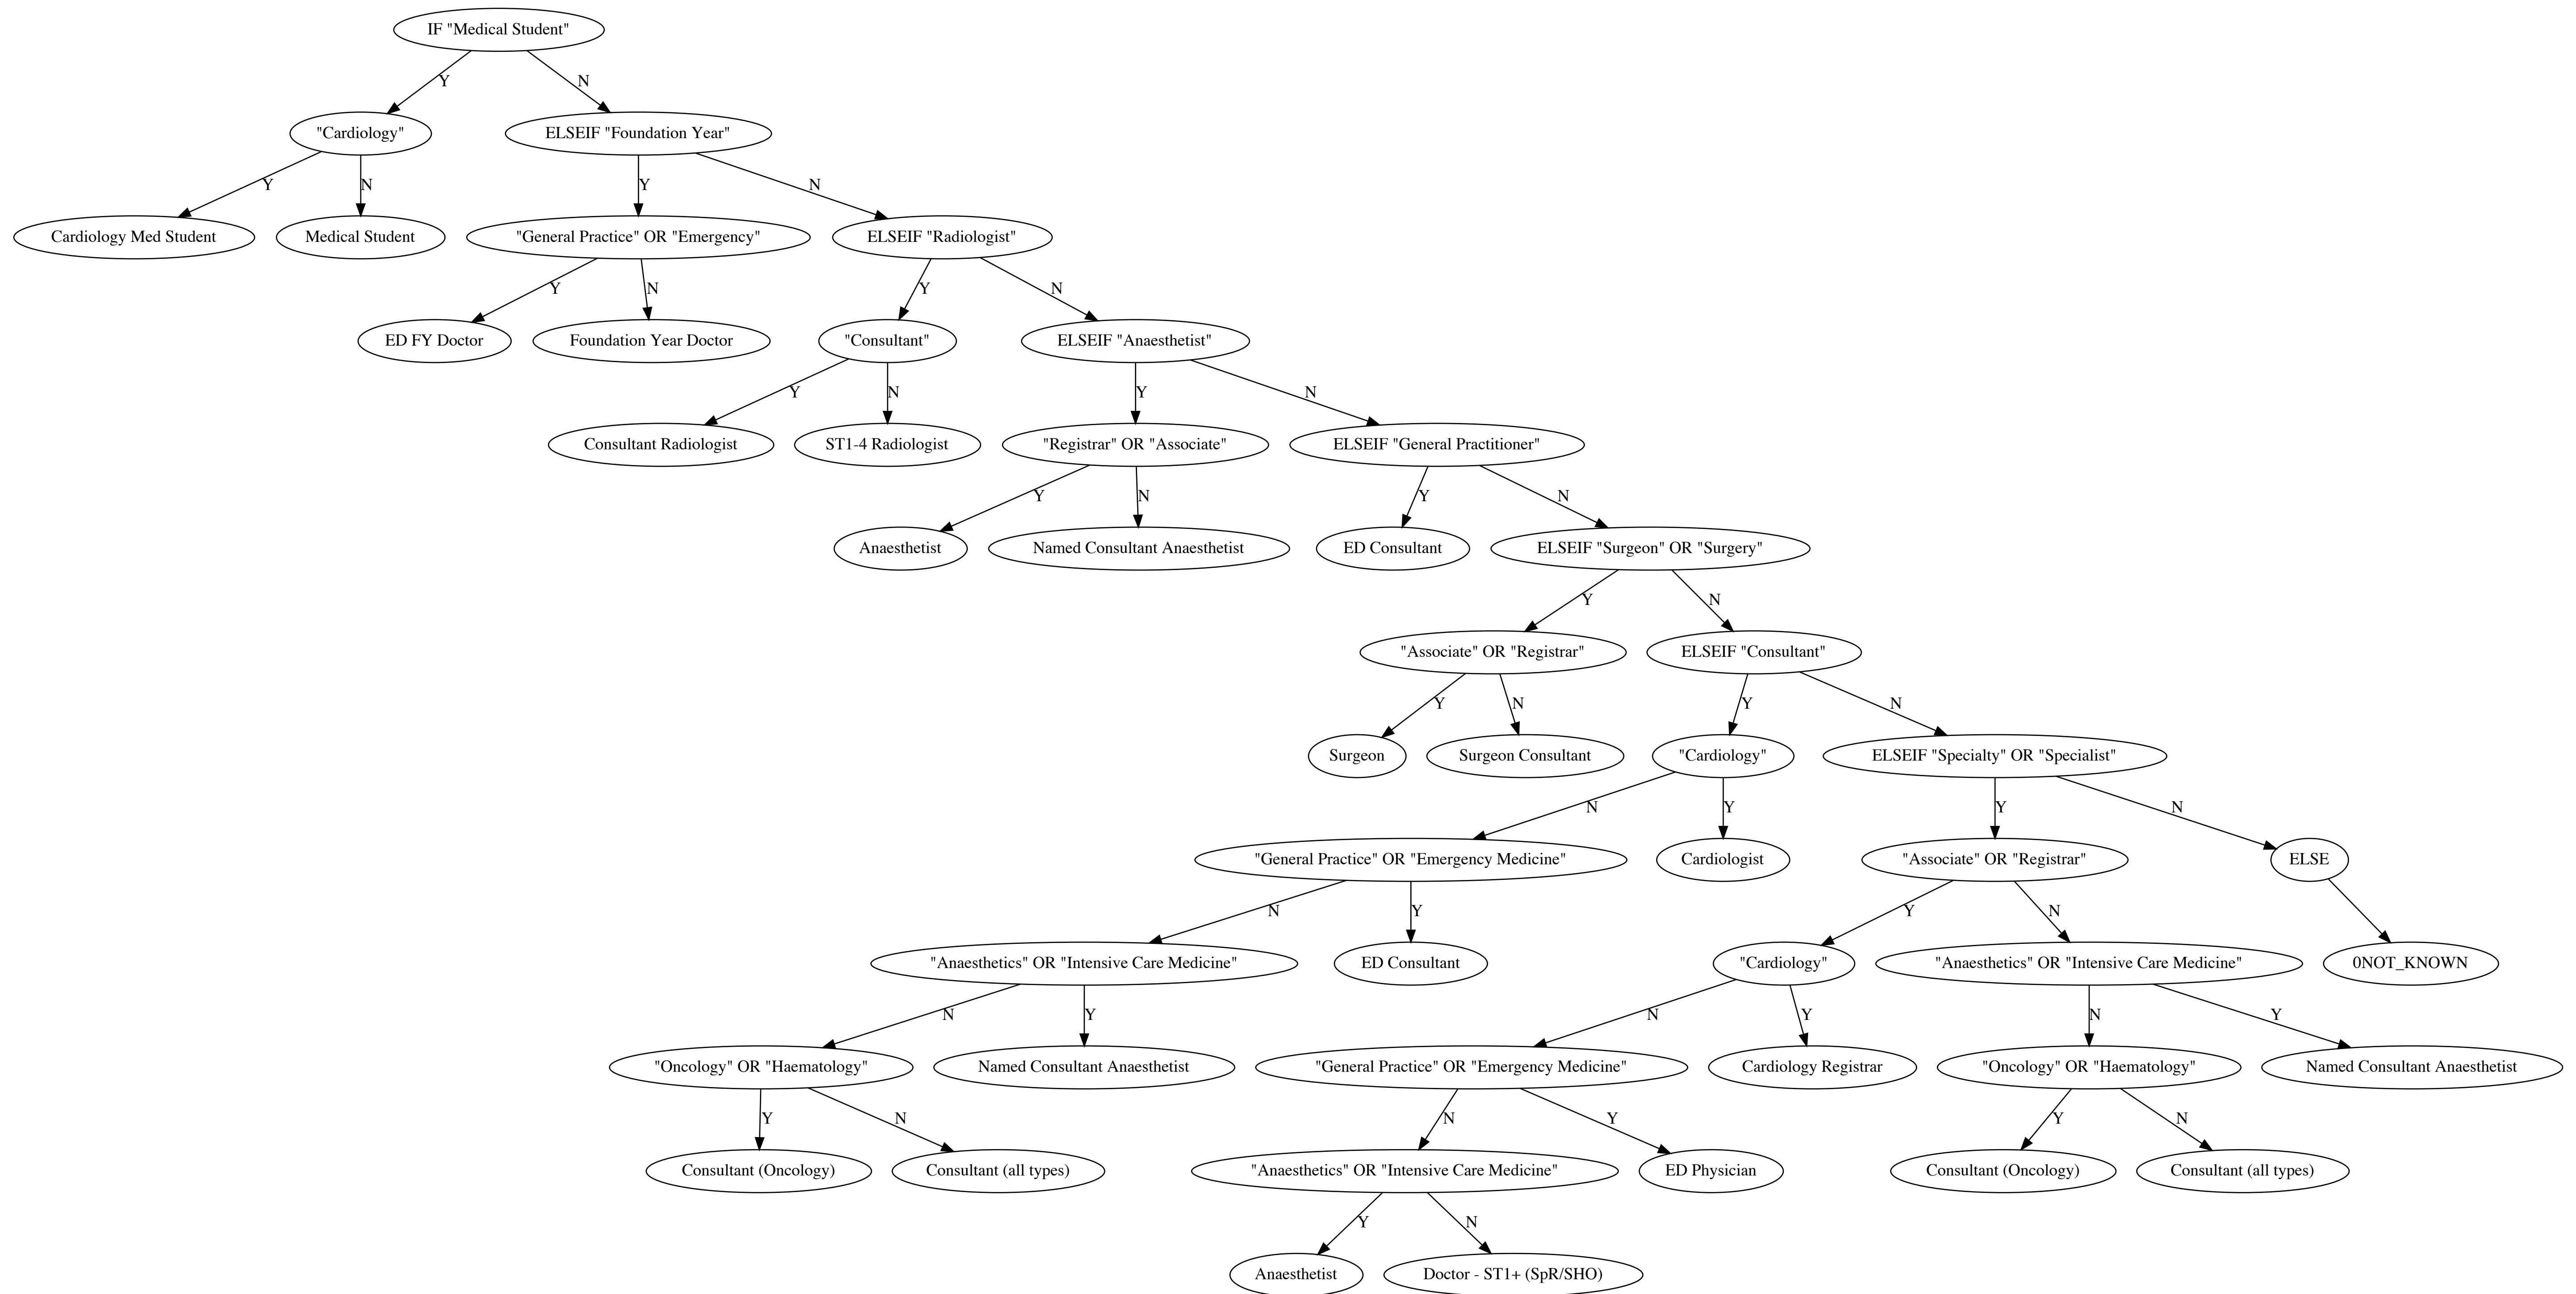 IF "Medical Student"
Y
N
"Cardiology"
ELSEIF "Foundation Year"
Y
N
Y
N
Cardiology Med Student
Medical Student
"General Practice" OR "Emergency"
ELSEIF "Radiologist"
Y
N
Y
N
ED FY Doctor
Foundation Year Doctor
"Consultant"
ELSEIF "Anaesthetist"
Y
N
Y
N
Consultant Radiologist
ST1-4 Radiologist
"Registrar" OR "Associate"
ELSEIF "General Practitioner"
Y
N
Y
N
Anaesthetist
Named Consultant Anaesthetist
ED Consultant
ELSEIF "Surgeon" OR "Surgery"
Y
N
"Associate" OR "Registrar"
ELSEIF "Consultant"
Y
N
Y
N
Surgeon
Surgeon Consultant
"Cardiology"
ELSEIF "Specialty" OR "Specialist"
N
Y
Y
N
"General Practice" OR "Emergency Medicine"
Cardiologist
"Associate" OR "Registrar"
ELSE
N
Y
Y
N
"Anaesthetics" OR "Intensive Care Medicine"
ED Consultant
"Cardiology"
"Anaesthetics" OR "Intensive Care Medicine"
0NOT_KNOWN
N
Y
N
Y
N
Y
"Oncology" OR "Haematology"
Named Consultant Anaesthetist
"General Practice" OR "Emergency Medicine"
Cardiology Registrar
"Oncology" OR "Haematology"
Named Consultant Anaesthetist
Y
N
N
Y
Y
N
Consultant (Oncology)
Consultant (all types)
"Anaesthetics" OR "Intensive Care Medicine"
ED Physician
Consultant (Oncology)
Consultant (all types)
Y
N
Anaesthetist
Doctor - ST1+ (SpR/SHO)